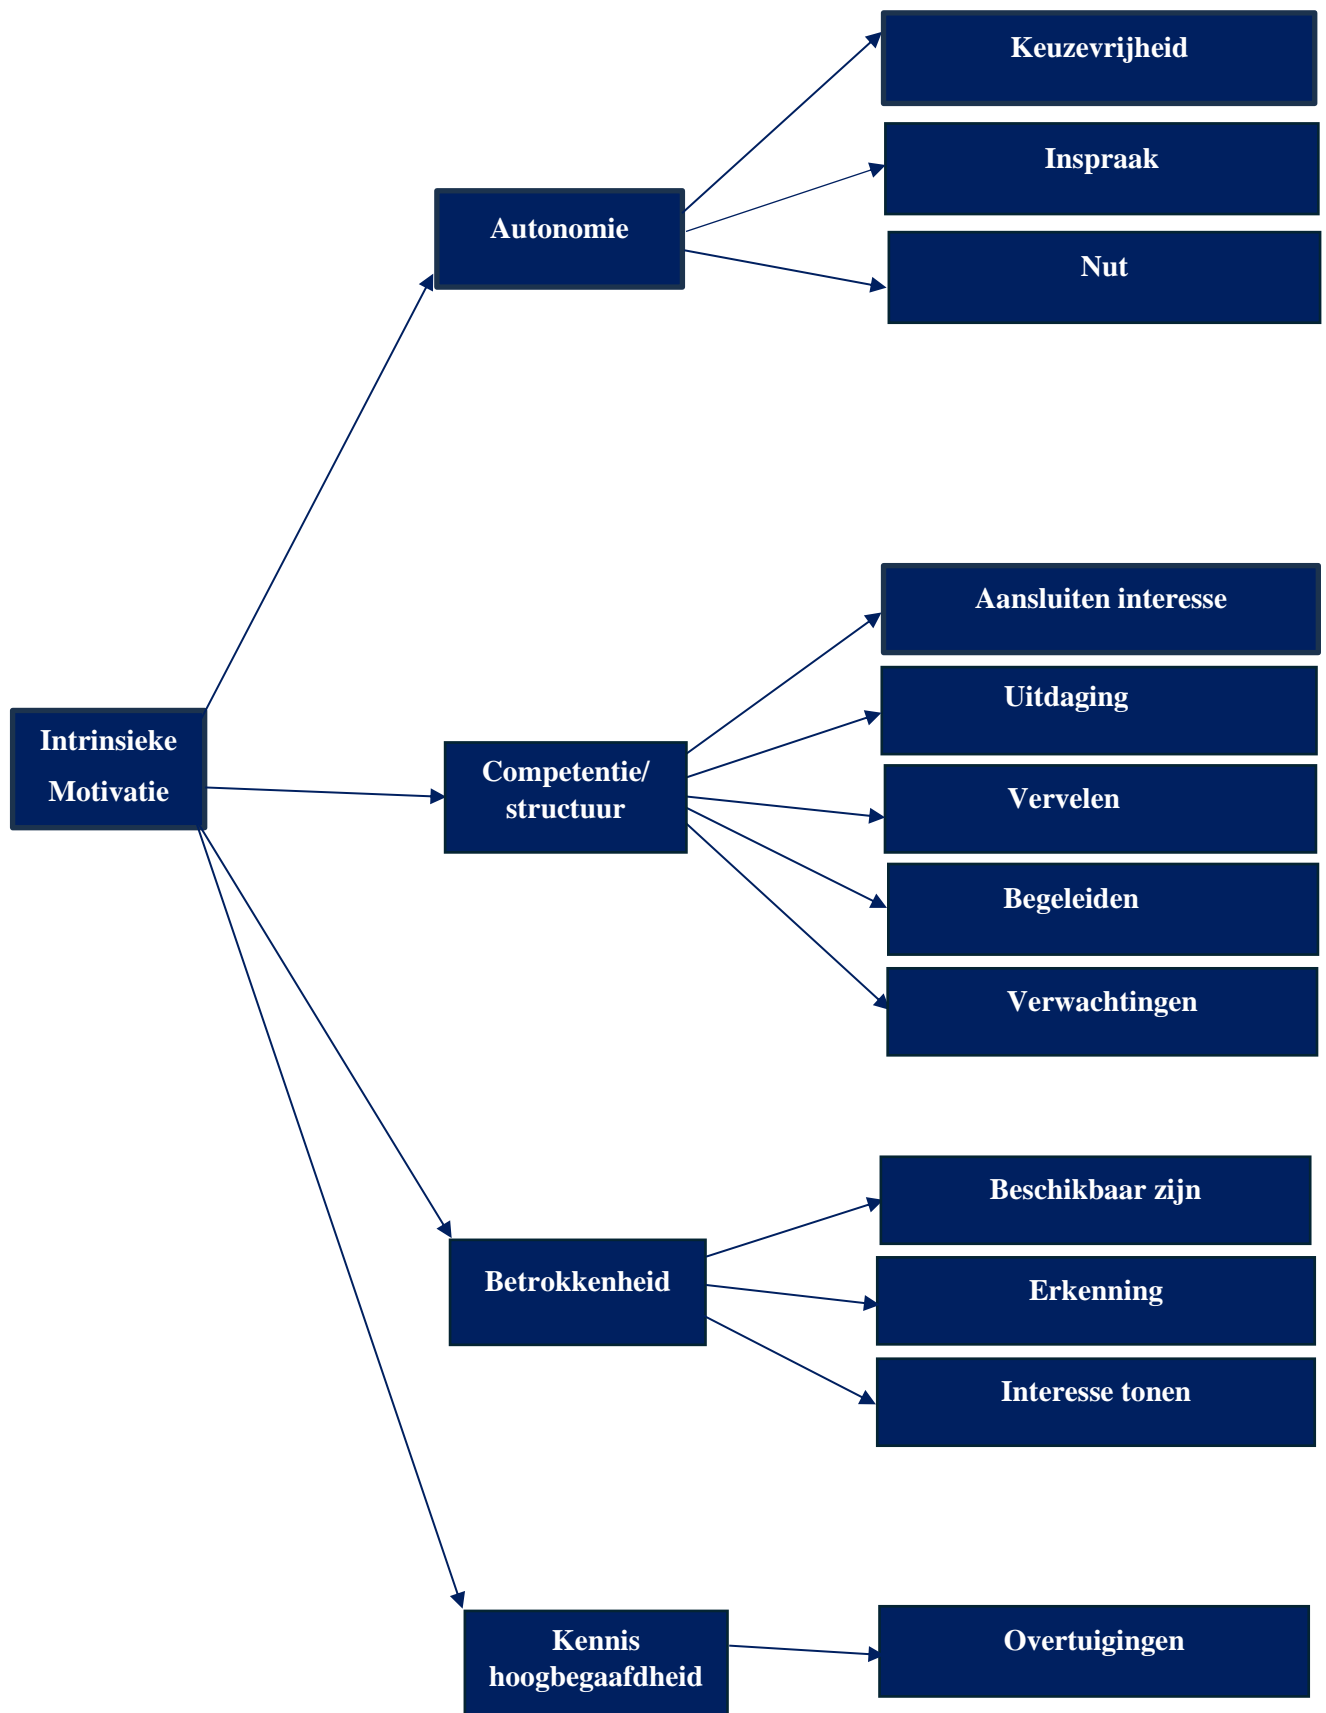 Keuzevrijheid
Inspraak
Autonomie
Nut
Aansluiten interesse
Uitdaging
Intrinsieke
Motivatie
Competentie/
structuur
Vervelen
Begeleiden
Verwachtingen
Beschikbaar zijn
Betrokkenheid
Erkenning
Interesse tonen
Kennis
hoogbegaafdheid
Overtuigingen